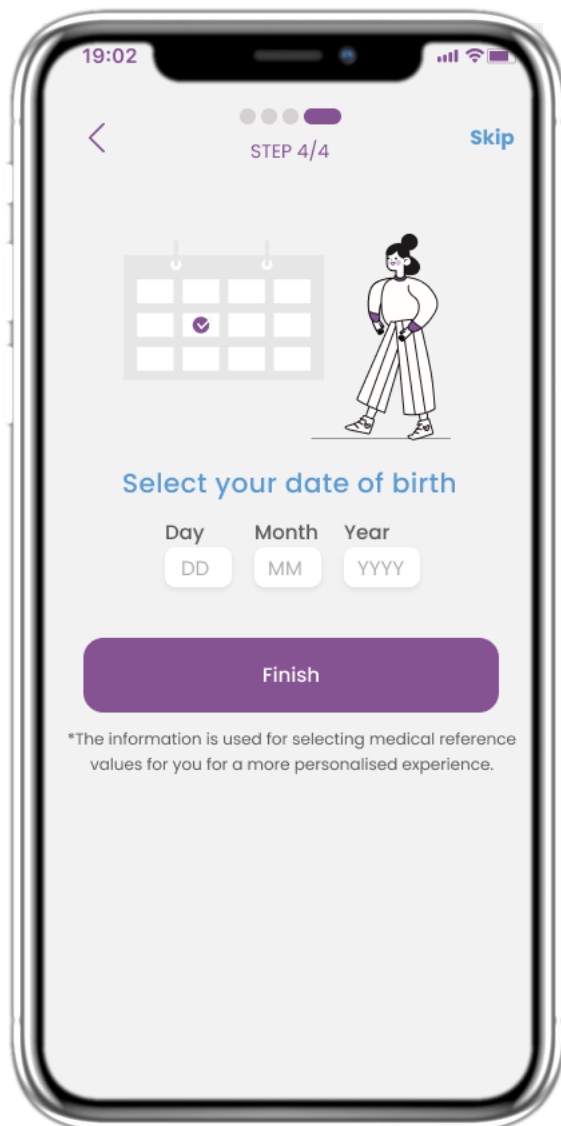 19:02
STEP 4/4
Skip
Select your date of birth
Day Month Year
DD MM YYYY
Finish
*The information is used for selecting medical reference
values for you for a more personalised experience.